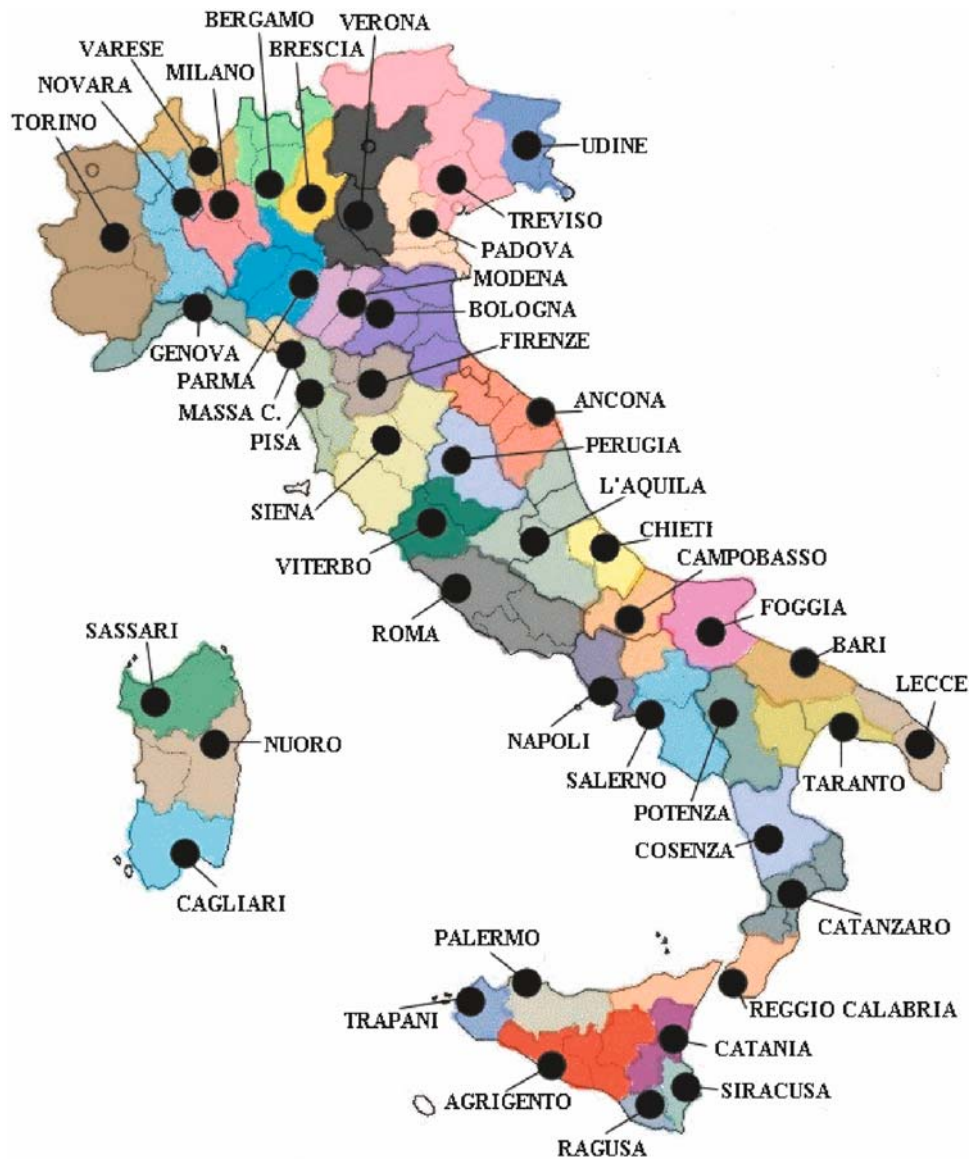 BERGAMO
VERONA
VARESE
BRESCIA
MILANO
NOVARA
TORINO
UDINE
TREVISO
PADOVA
MODENA
BOLOGNA
FIRENZE
GENOVA
PARMA
MASSA C.
PISA
ANCONA
PERUGIA
L'AQUILA
SIENA
CHIETI
CAMPOBASSO
VITERBO
FOGGIA
ROMA
SASSARI
BARI
LECCE
NAPOLI
NUORO
SALERNO
TARANTO
POTENZA
COSENZA
CAGLIARI
CATANZARO
PALERMO
REGGIO CALABRIA
TRAPANI
CATANIA
SIRACUSA
AGRIGENTO
RAGUSA